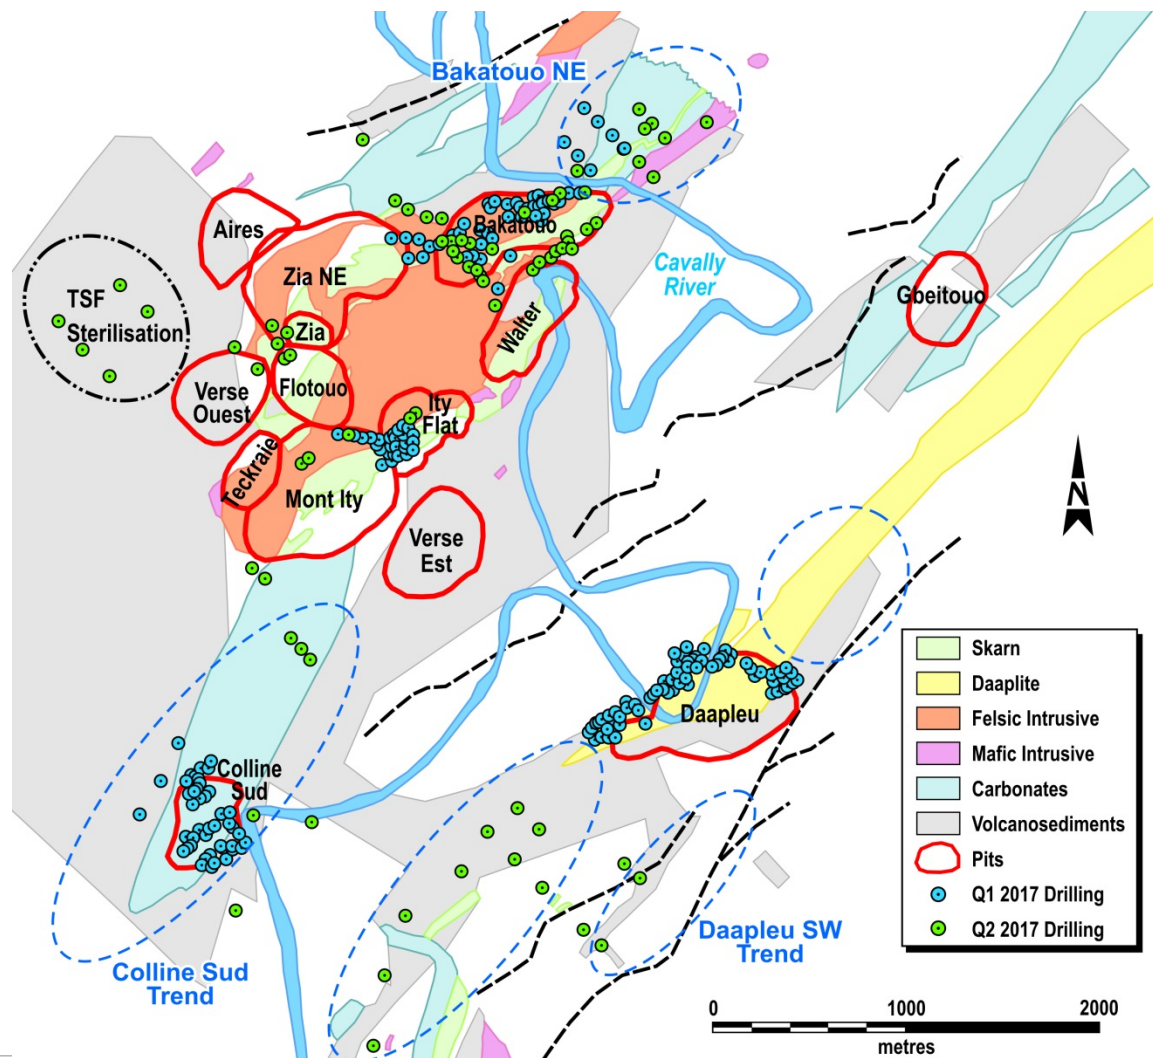 Bakatouo NE
Aires
Bakatouo
Zia NE
Cavally
River
TSF
Sterilisation
Gbeitouo
Zia
Walter
Verse
Ouest
Flotouo
Ity
Flat
Teckraie
Mont Ity
N
Verse
Est
Skarn
Daaplite
Daapleu
Felsic Intrusive
Mafic Intrusive
Colline
Sud
Carbonates
Volcanosediments
Pits
Q1 2017 Drilling
Q2 2017 Drilling
Daapleu SW
Trend
Colline Sud
Trend
0 1000 2000
metres